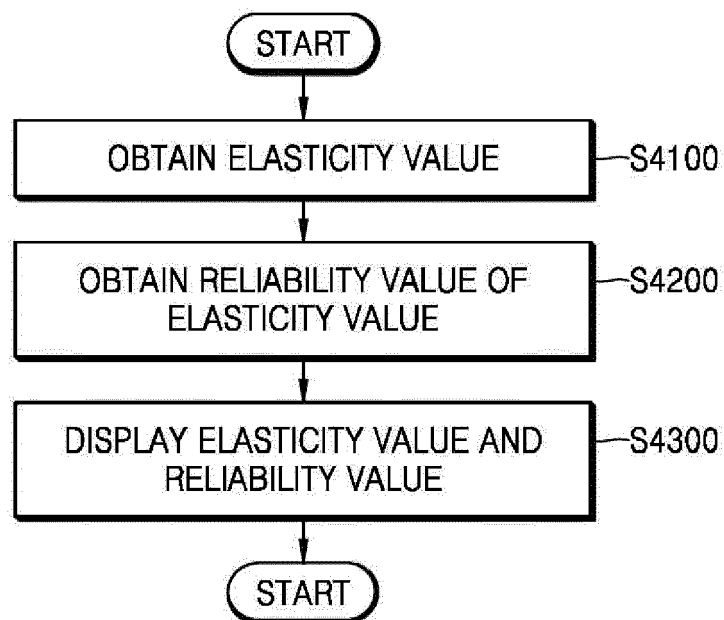 START
OBTAIN ELASTICITY VALUE
S4100
OBTAIN RELIABILITY VALUE OF
ELASTICITY VALUE
S4200
DISPLAY ELASTICITY VALUE AND
RELIABILITY VALUE
S4300
START